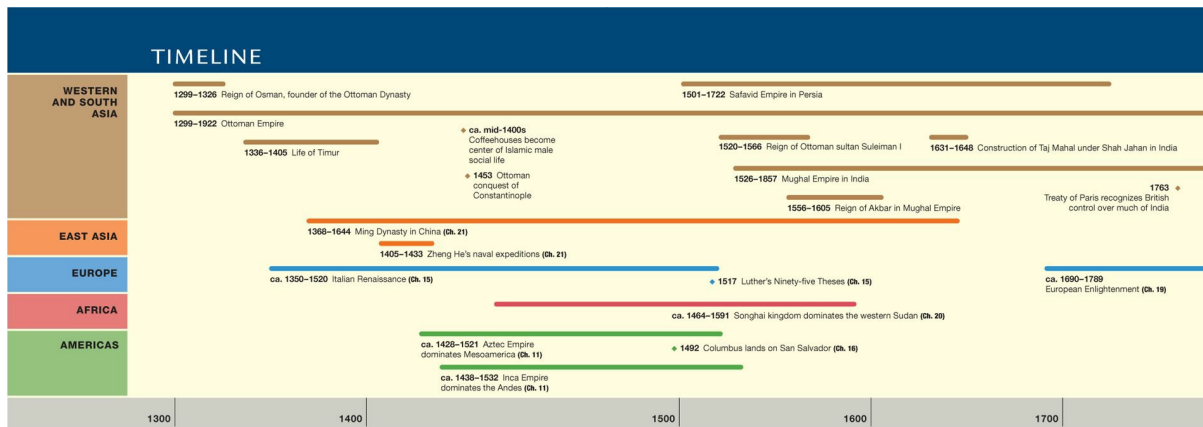 TIMELINE
WESTERN
AND SOUTH
ASIA
1299–1326 Reign of Osman, founder of the Ottoman Dynasty
1501–1722 Safavid Empire in Persia
1299–1922 Ottoman Empire
ca. mid-1400s
Coffeehouses become
center of Islamic male
social life
1336–1405 Life of Timur
1520–1566 Reign of Ottoman sultan Suleiman I
1631–1648 Construction of Taj Mahal under Shah Jahan in India
1453 Ottoman
conquest of
Constantinople
1526–1857 Mughal Empire in India
1763
Treaty of Paris recognizes British
control over much of India
1556–1605 Reign of Akbar in Mughal Empire
EAST ASIA
1368–1644 Ming Dynasty in China (Ch. 21)
1405–1433 Zheng He's naval expeditions (Ch. 21)
EUROPE
ca. 1350–1520 Italian Renaissance (Ch. 15)
1517 Luther's Ninety-five Theses (Ch. 15)
ca. 1690–1789
European Enlightenment (Ch. 19)
AFRICA
ca. 1464–1591 Songhai kingdom dominates the western Sudan (Ch. 20)
AMERICAS
ca. 1428–1521 Aztec Empire
dominates Mesoamerica (Ch. 11)
1492 Columbus lands on San Salvador (Ch. 16)
ca. 1438–1532 Inca Empire
dominates the Andes (Ch. 11)
1300 1400 1500 1600 1700